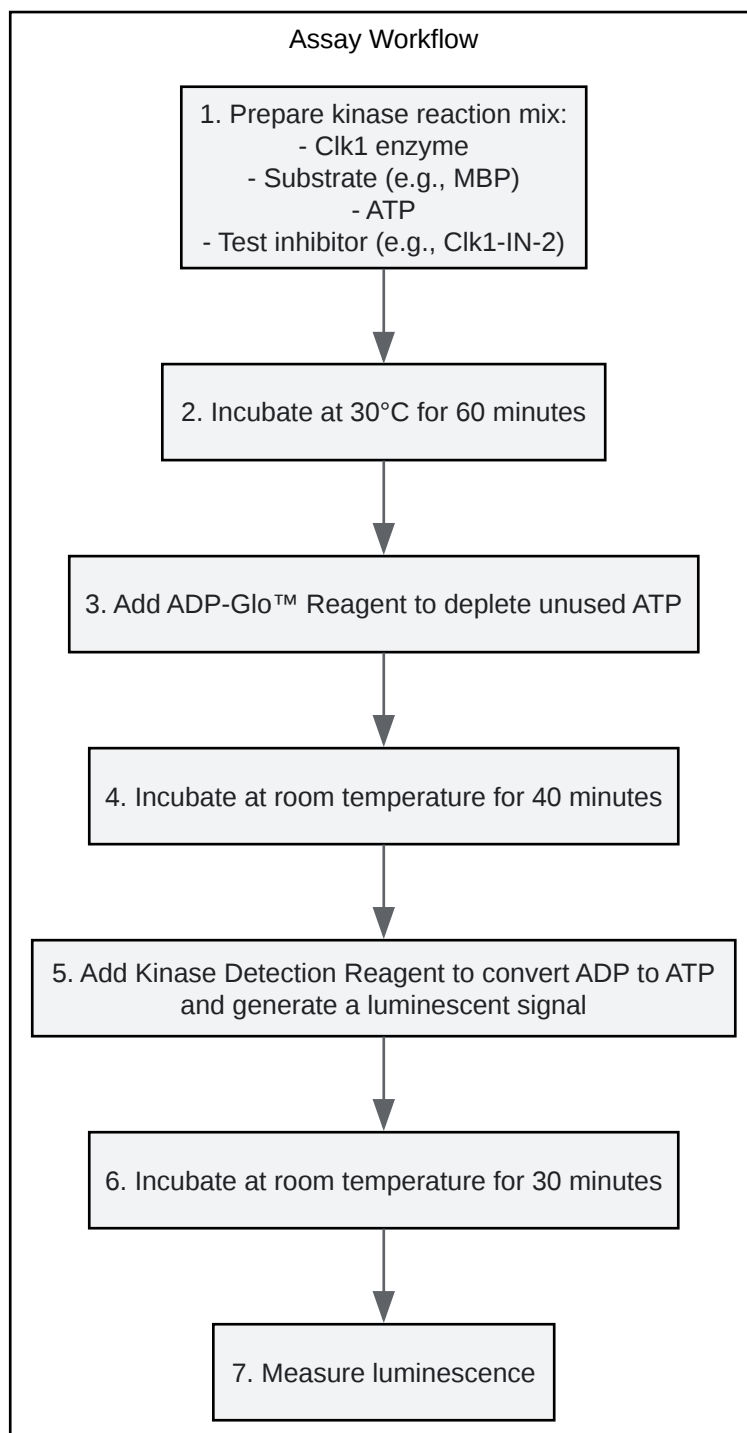 Assay Workflow
1. Prepare kinase reaction mix:
- Clk1 enzyme
- Substrate (e.g., MBP)
- ATP
- Test inhibitor (e.g., Clk1-IN-2)
2. Incubate at 30°C for 60 minutes
3. Add ADP-Glo™ Reagent to deplete unused ATP
4. Incubate at room temperature for 40 minutes
5. Add Kinase Detection Reagent to convert ADP to ATP
and generate a luminescent signal
6. Incubate at room temperature for 30 minutes
7. Measure luminescence